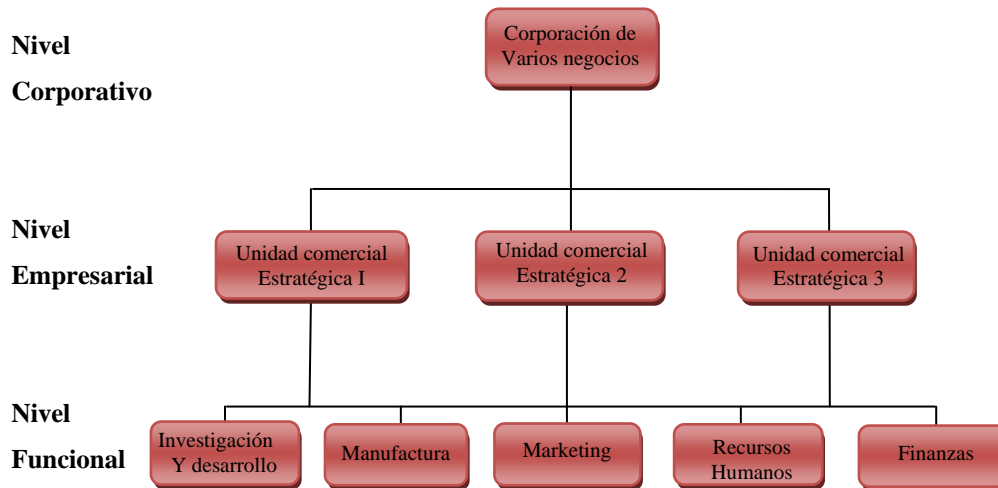 Nivel
Corporativo
Corporación de
Varios negocios
Nivel
Empresarial
Unidad comercial
Estratégica I
Unidad comercial
Estratégica 2
Unidad comercial
Estratégica 3
Nivel
Funcional
Investigación
Y desarrollo
Manufactura
Marketing
Recursos
Humanos
Finanzas